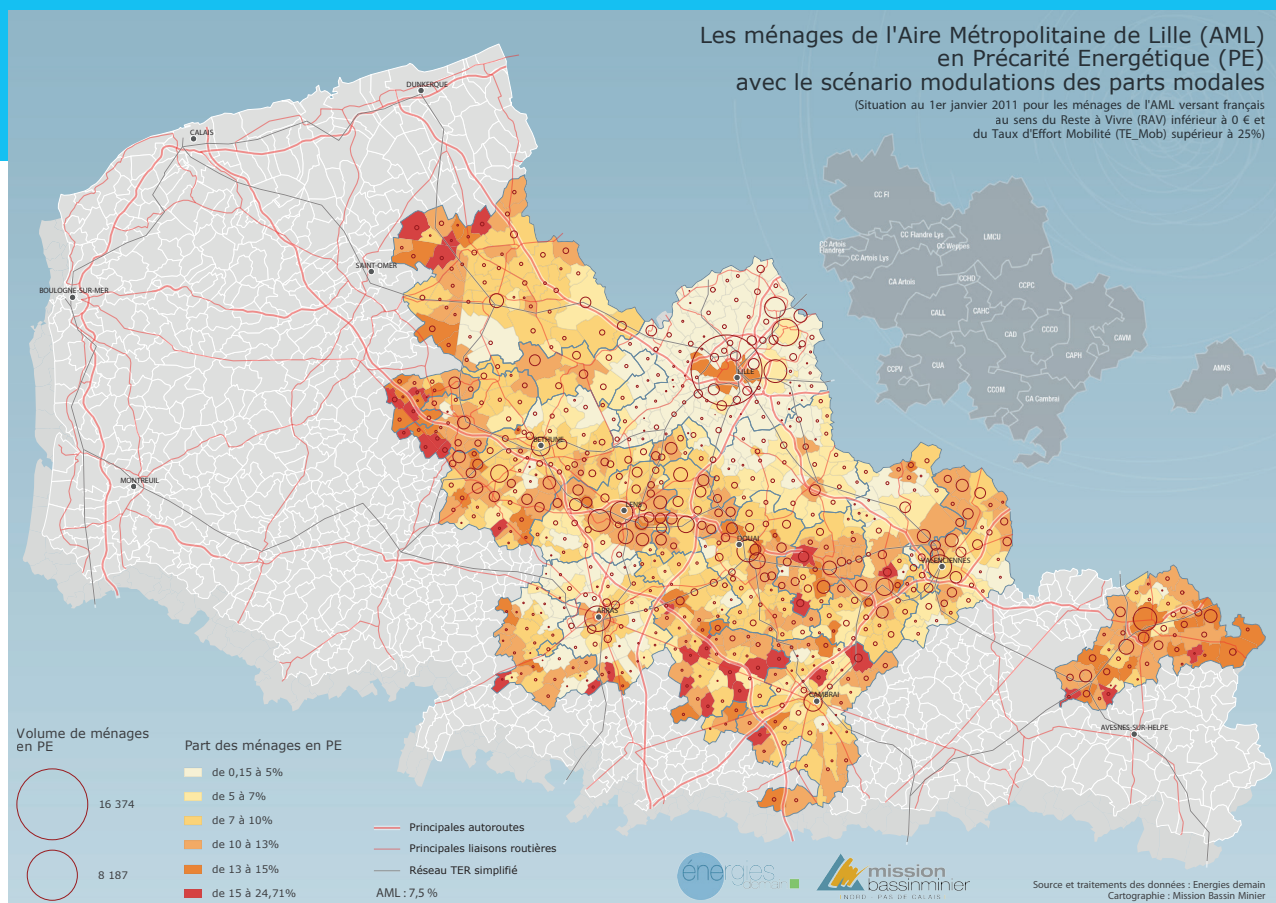 Les ménages de l'Aire Métropolitaine de Lille (AML)
en Précarité Energétique (PE)
avec le scénario modulations des parts modales
(Situation au 1er janvier 2011 pour les ménages de l'AML versant français
au sens du Reste à Vivre (RAV) inférieur à 0 € et
du Taux d'Effort Mobilité (TE_Mob) supérieur à 25%)
DUNKERQUE
CALAIS
SAINT-OMER
BOULOGNE-SUR-MER
MONTREUIL
LILLE
BETHUNE
LENS
DOUAI
VALENCIENNES
ARRAS
CAMBRAI
AVESNES-SUR-HELPE
CC FI
CC Flandre Lys
LMCU
CC Weppes
CC Artois
Flandres
CC Artois Lys
CCHD
CA Artois
CCPC
CALL
CAHC
CAD
CCCO
CAVM
CAPH
CCPV
CUA
CCOM
CA Cambrai
AMVS
Volume de ménages
en PE
16 374
8 187
Part des ménages en PE
de 0,15 à 5%
de 5 à 7%
de 7 à 10%
de 10 à 13%
de 13 à 15%
de 15 à 24,71%
Principales autoroutes
Principales liaisons routières
Réseau TER simplifié
AML : 7,5 %
énergies
demain
mission
bassinminier
NORD - PAS DE CALAIS
Source et traitements des données : Energies demain
Cartographie : Mission Bassin Minier